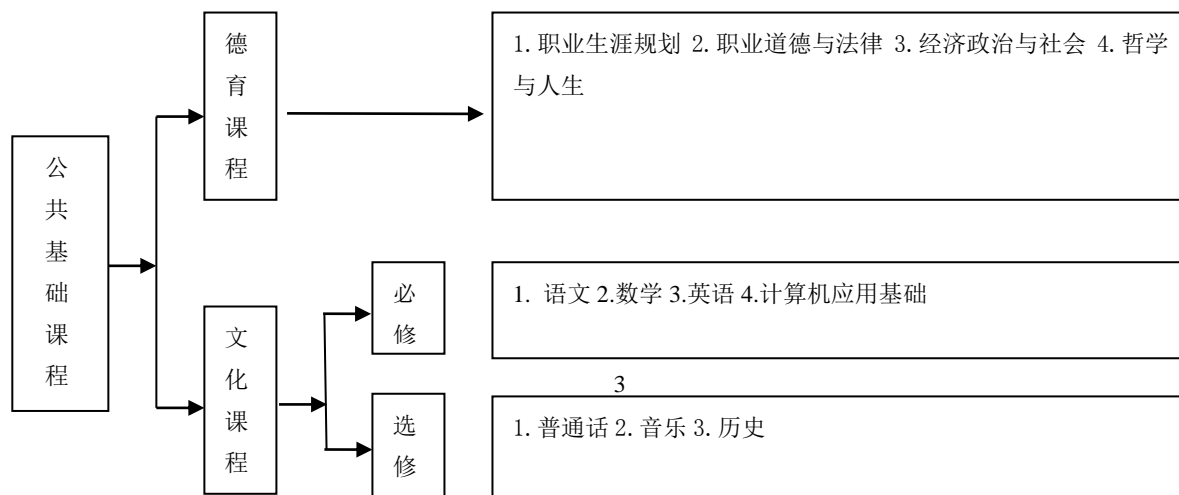 公共基础课程
德育课程
1.职业生涯规划 2.职业道德与法律 3.经济政治与社会 4.哲学
与人生
文化课程
必修
1. 语文 2.数学 3.英语 4.计算机应用基础
3
选修
1.普通话 2.音乐 3.历史